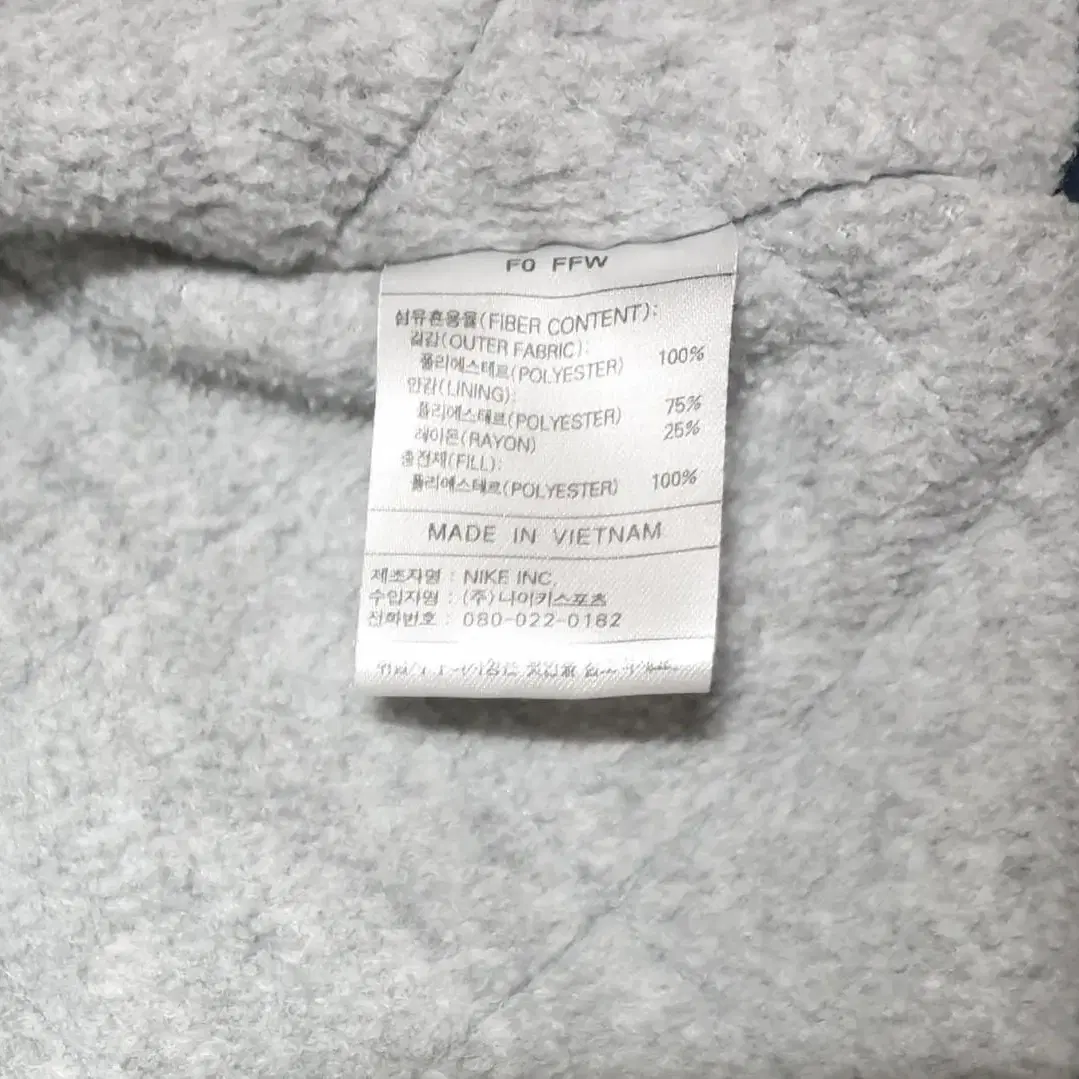 F0 FFW
섬유혼용율(FIBER CONTENT):
겉감(OUTER FABRIC):
폴리에스테르(POLYESTER) 100%
안감(LINING):
폴리에스테르(POLYESTER) 75%
레이온(RAYON) 25%
충전재(FILL):
폴리에스테르(POLYESTER) 100%
MADE IN VIETNAM
제조자명 : NIKE INC.
수입자명 : (주)나이키스포츠
전화번호 : 080-022-0182